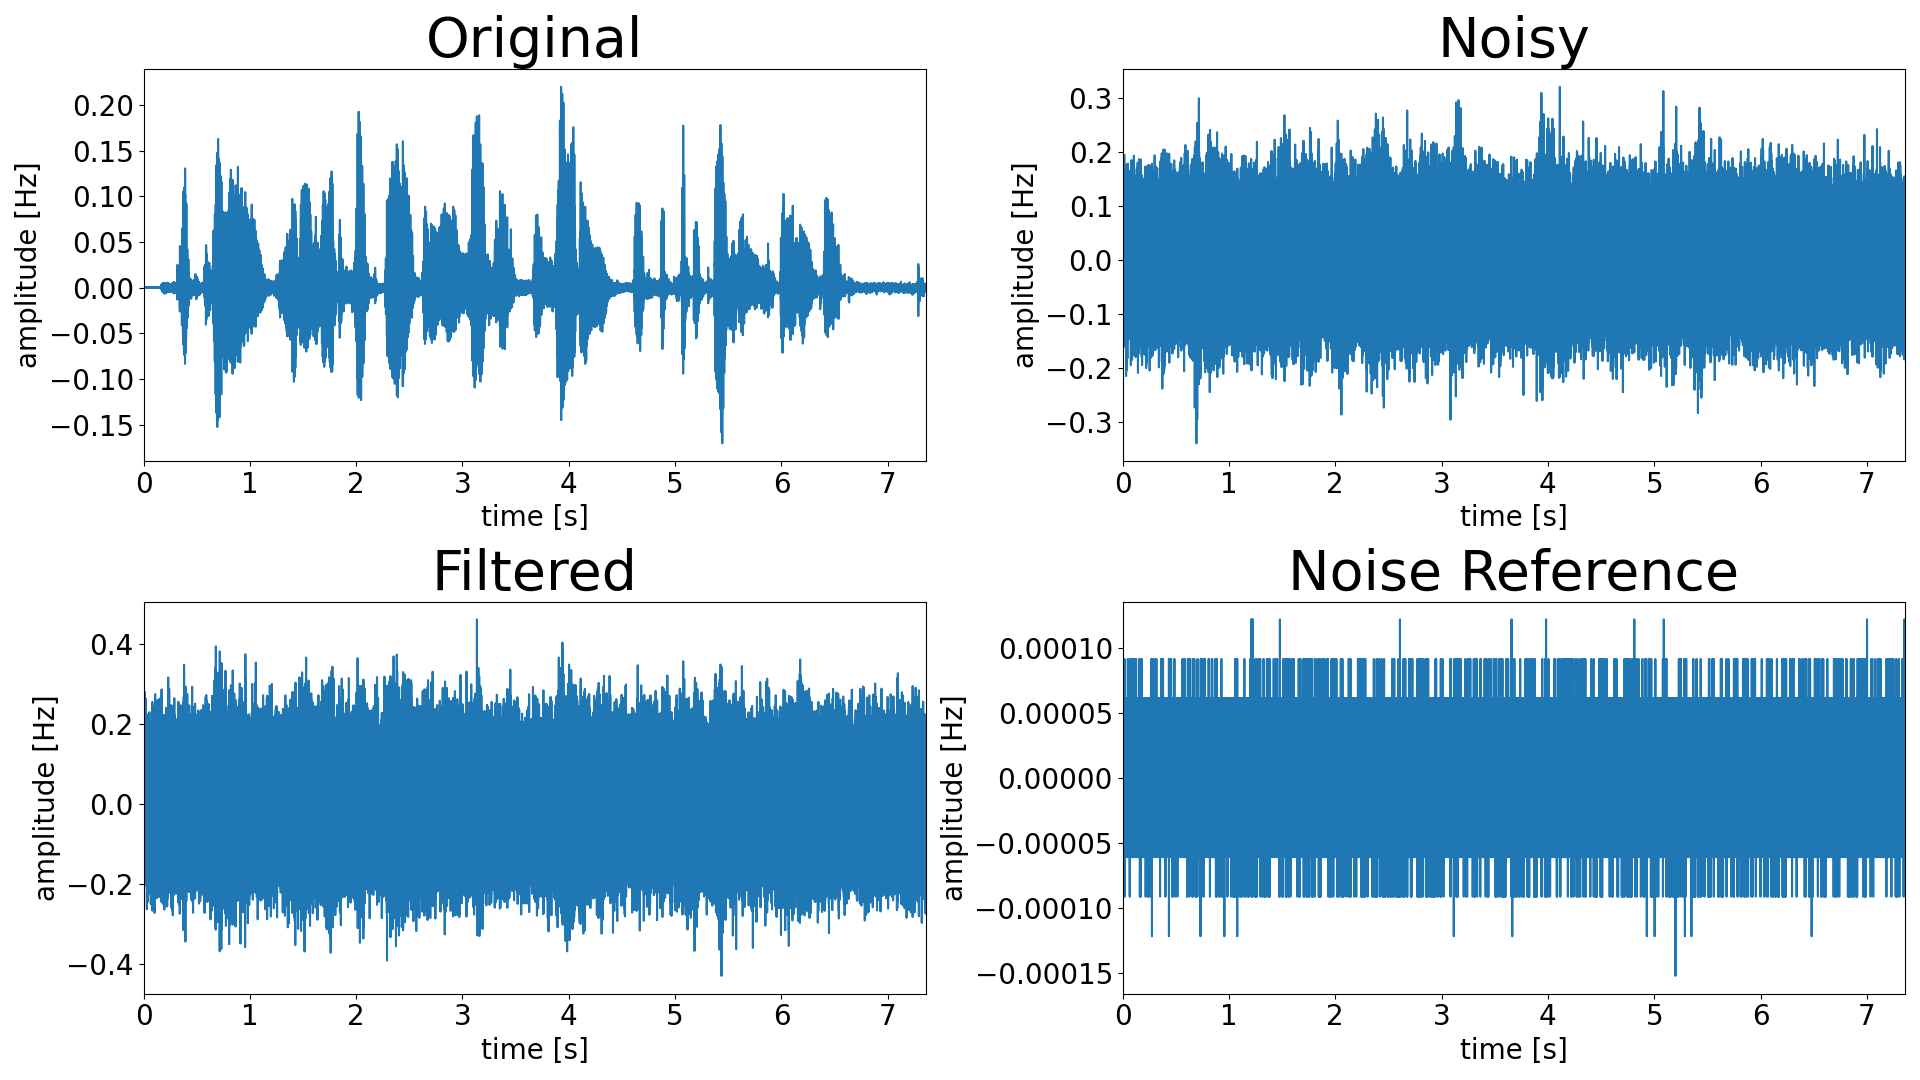 Original
0.20
0.15
0.10
0.05
0.00
−0.05
−0.10
−0.15
amplitude [Hz]
0 1 2 3 4 5 6 7
time [s]
Noisy
0.3
0.2
0.1
0.0
−0.1
−0.2
−0.3
amplitude [Hz]
0 1 2 3 4 5 6 7
time [s]
Filtered
0.4
0.2
0.0
−0.2
−0.4
amplitude [Hz]
0 1 2 3 4 5 6 7
time [s]
Noise Reference
0.00010
0.00005
0.00000
−0.00005
−0.00010
−0.00015
amplitude [Hz]
0 1 2 3 4 5 6 7
time [s]